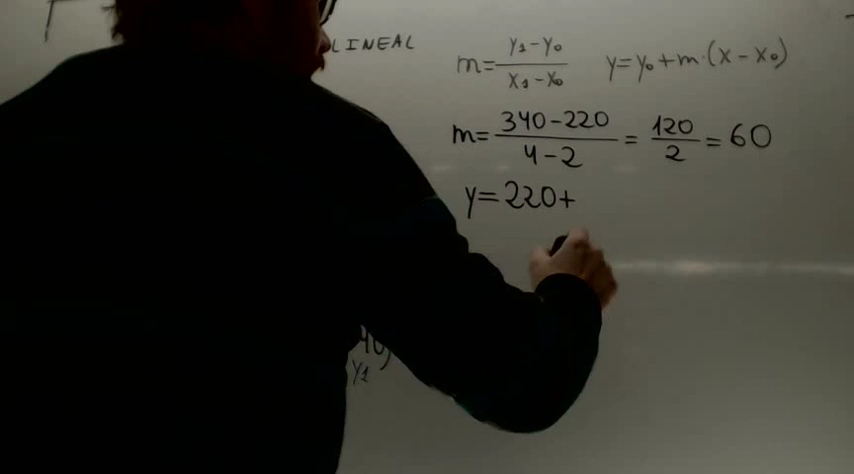 LINEAL
m = (y₁ - y₀) / (x₁ - x₀) y = y₀ + m · (x - x₀)
m = (340 - 220) / (4 - 2) = 120 / 2 = 60
y = 220 +
y₁